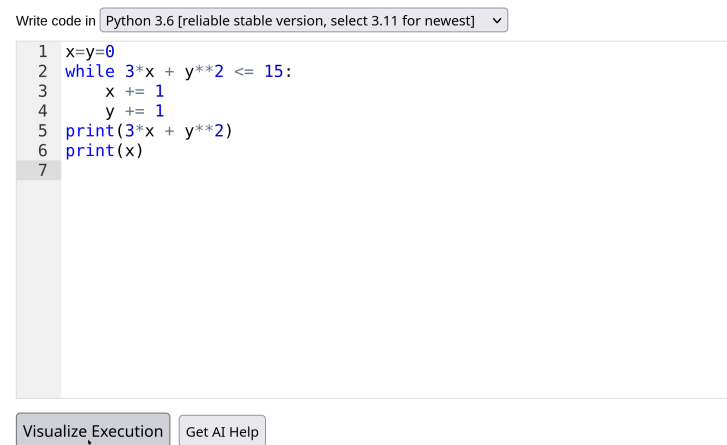 Write code in Python 3.6 [reliable stable version, select 3.11 for newest]
1 x=y=0
2 while 3*x + y**2 <= 15:
3     x += 1
4     y += 1
5 print(3*x + y**2)
6 print(x)
7
Visualize Execution Get AI Help